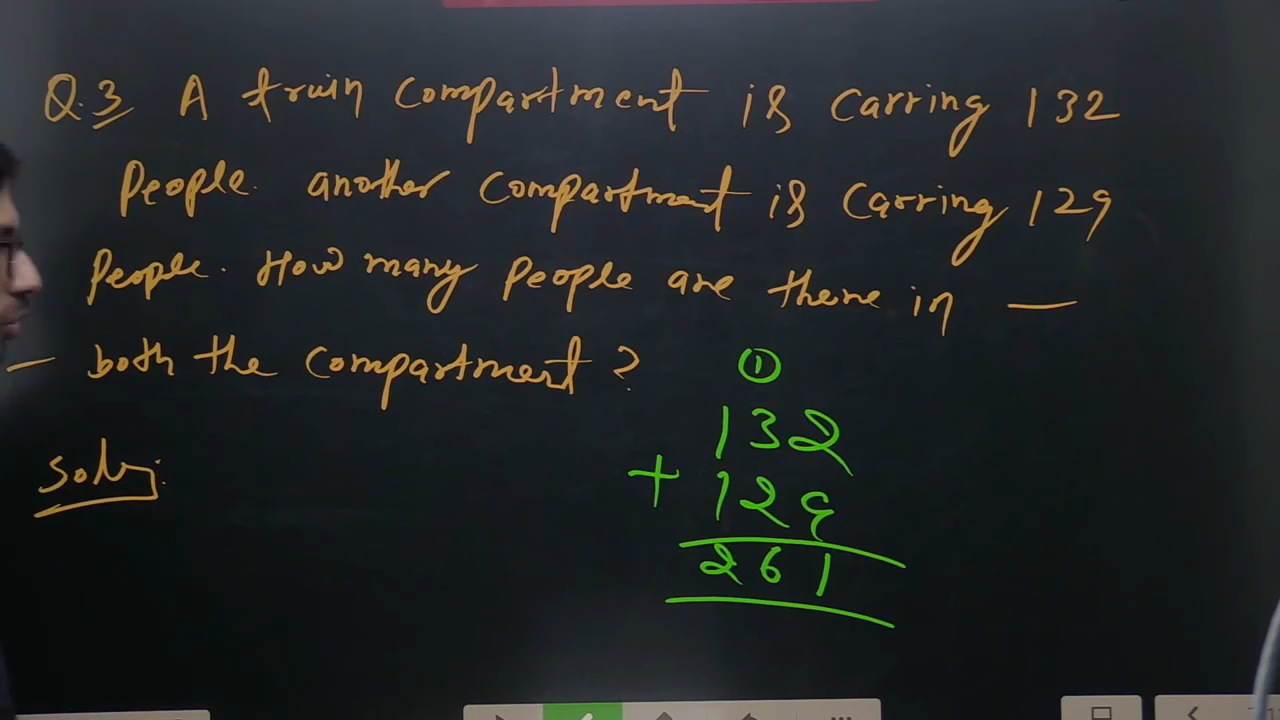 Q.3 A train compartment is carring 132
People. another compartment is carring 129
People. How many people are there in —
— both the compartment ?
Soln:
①
132
+ 129
261